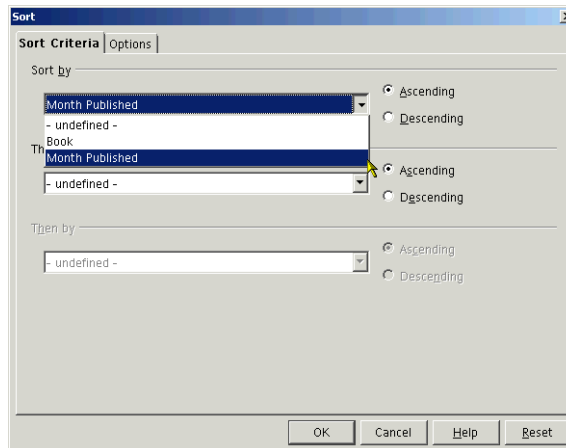 Sort
Sort Criteria Options
Sort by
Month Published
Ascending
Descending
- undefined -
Book
Month Published
Th
- undefined -
Ascending
Descending
Then by
- undefined -
Ascending
Descending
OK Cancel Help Reset